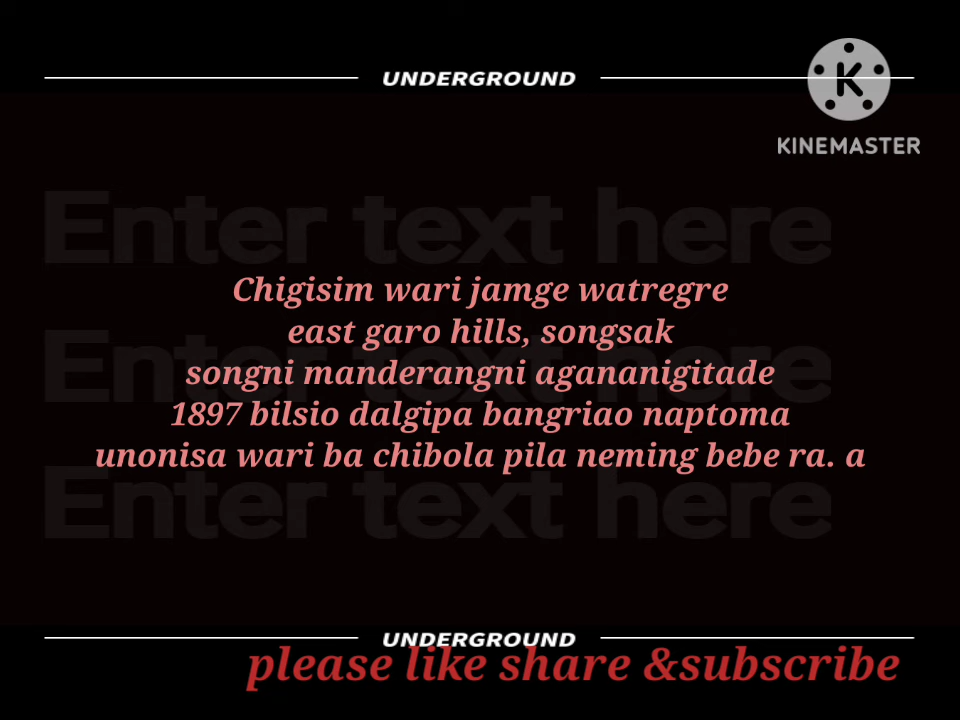 UNDERGROUND
KINEMASTER
Enter text here
Chigisim wari jamge watregre
east garo hills, songsak
Enter text here
songni manderangni agananigitade
1897 bilsio dalgipa bangriao naptoma
unonisa wari ba chibola pila neming bebe ra. a
Enter text here
UNDERGROUND
please like share &subscribe